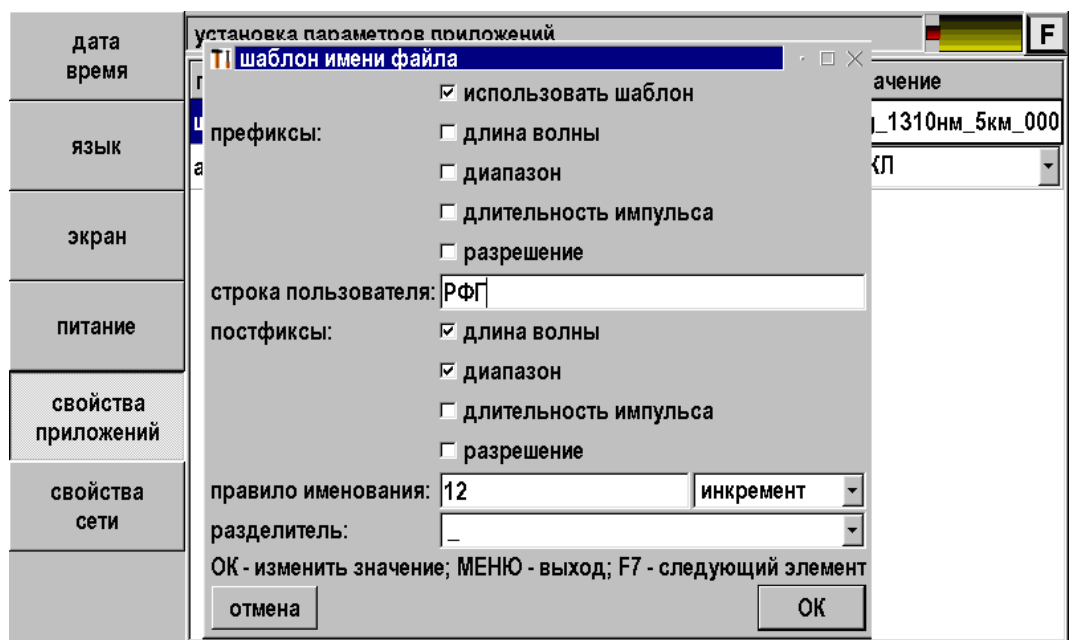 дата
время
язык
экран
питание
свойства
приложений
свойства
сети
установка параметров приложений
F
шаблон имени файла
ачение
использовать шаблон
_1310нм_5км_000
префиксы:
длина волны
КЛ
диапазон
длительность импульса
разрешение
строка пользователя: РФГ
постфиксы:
длина волны
диапазон
длительность импульса
разрешение
правило именования: 12 инкремент
разделитель: _
ОК - изменить значение; МЕНЮ - выход; F7 - следующий элемент
отмена
ОК